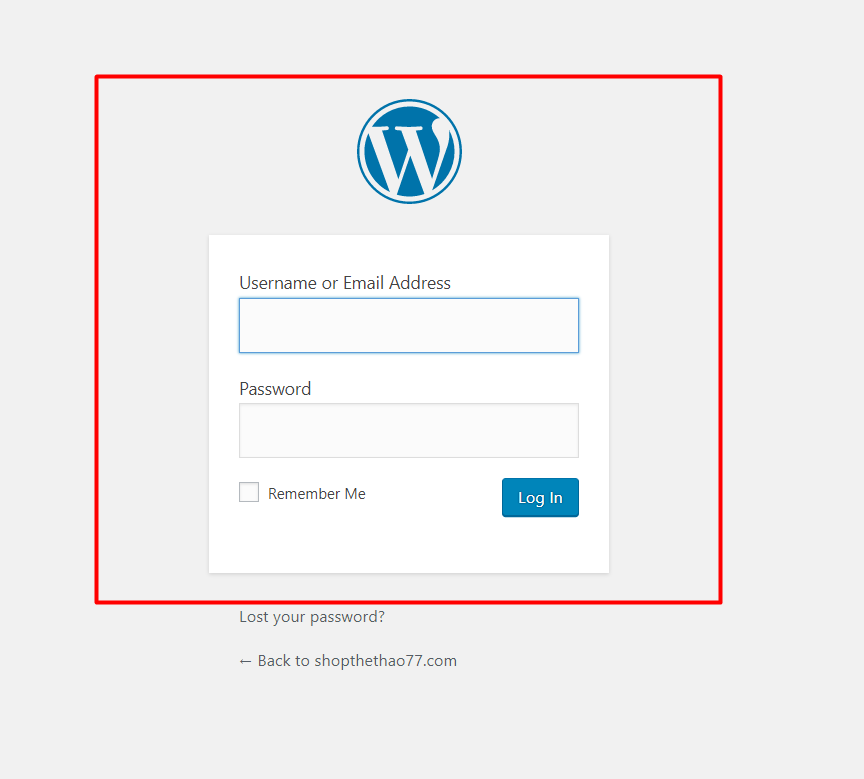 Username or Email Address
Password
Remember Me
Log In
Lost your password?
← Back to shopthethao77.com